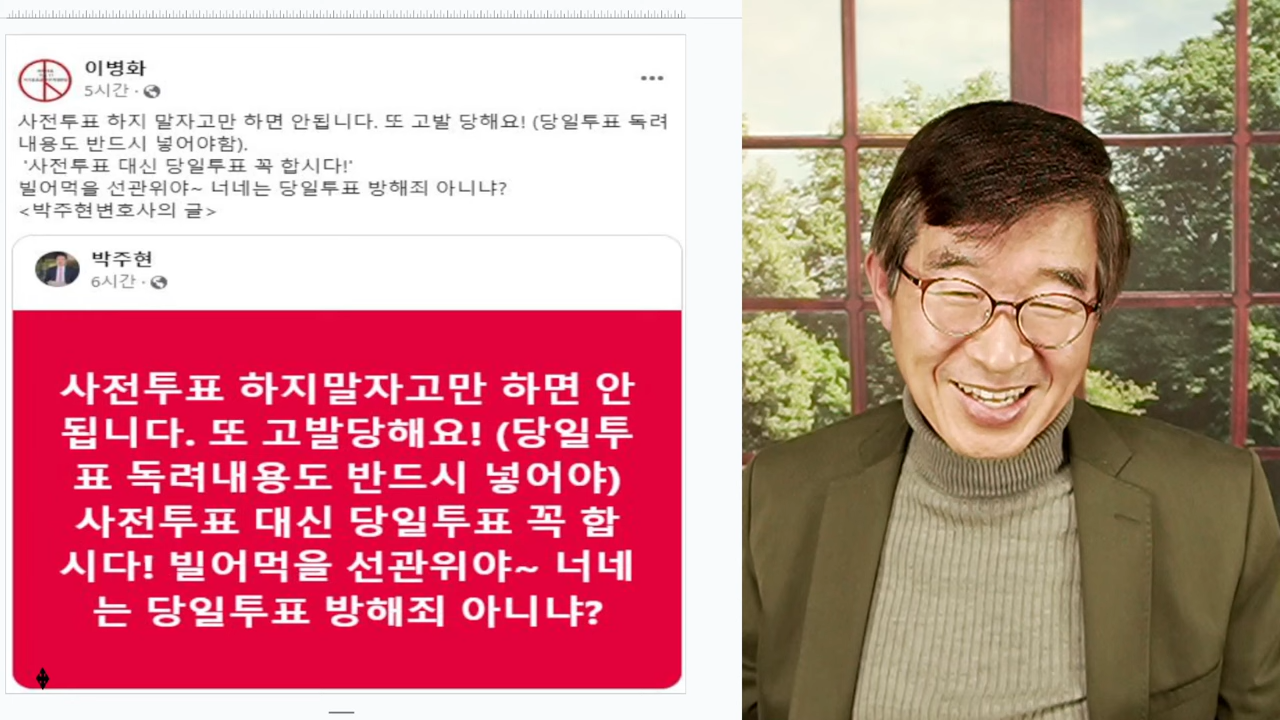 이병화
5시간 ·
사전투표 하지 말자고만 하면 안됩니다. 또 고발 당해요! (당일투표 독려
내용도 반드시 넣어야함).
'사전투표 대신 당일투표 꼭 합시다!'
빌어먹을 선관위야~ 너네는 당일투표 방해죄 아니냐?
<박주현변호사의 글>
박주현
6시간 ·
사전투표 하지말자고만 하면 안
됩니다. 또 고발당해요! (당일투
표 독려내용도 반드시 넣어야)
사전투표 대신 당일투표 꼭 합
시다! 빌어먹을 선관위야~ 너네
는 당일투표 방해죄 아니냐?